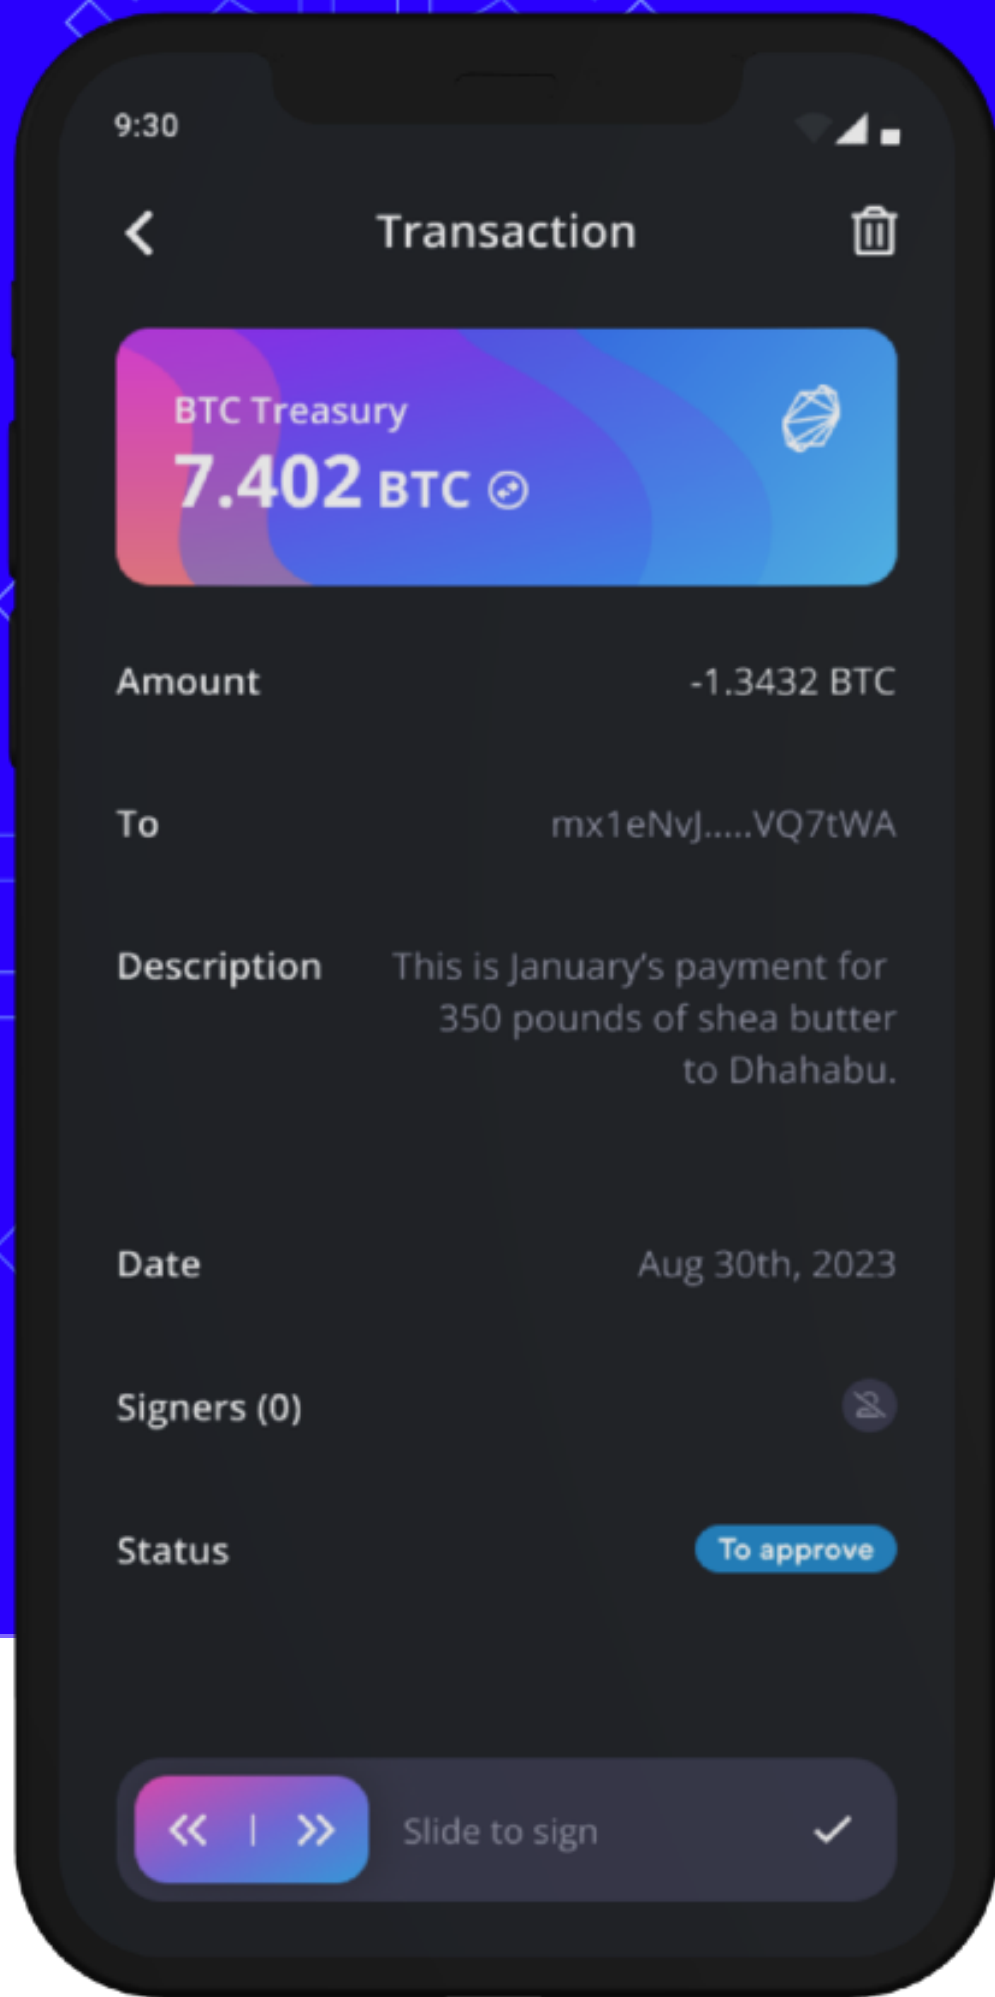 9:30
Transaction
BTC Treasury
7.402 BTC
Amount
-1.3432 BTC
To
mx1eNvJ.....VQ7tWA
Description
This is January’s payment for
350 pounds of shea butter
to Dhahabu.
Date
Aug 30th, 2023
Signers (0)
Status
To approve
Slide to sign